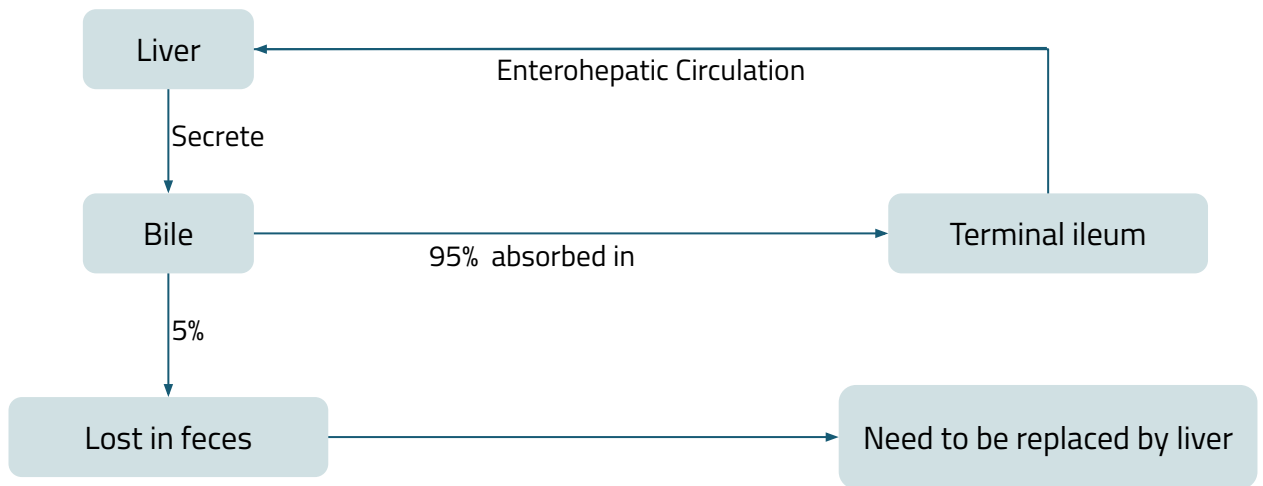 Liver
Enterohepatic Circulation
Secrete
Bile
95% absorbed in
Terminal ileum
5%
Lost in feces
Need to be replaced by liver